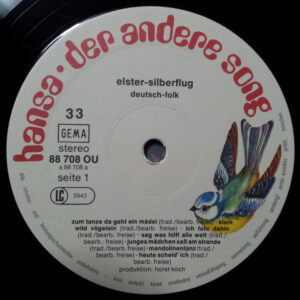 hansa · der andere song
elster-silberflug
deutsch-folk
33
GEMA
stereo
88 708 OU
s 88 708 a
seite 1
LC 3943
zum tanze da geht ein mädel (trad./bearb. freise) · klein
wild vögelein (trad./bearb. freise) · ich fahr dahin
(trad./bearb. freise) · sag was hilft alle welt (trad./
bearb. freise) · junges mädchen saß am strande
(trad./bearb. freise) · mandolinentanz (trad./bearb.
freise) · heute scheid' ich (trad./
bearb. freise)
produktion: horst koch